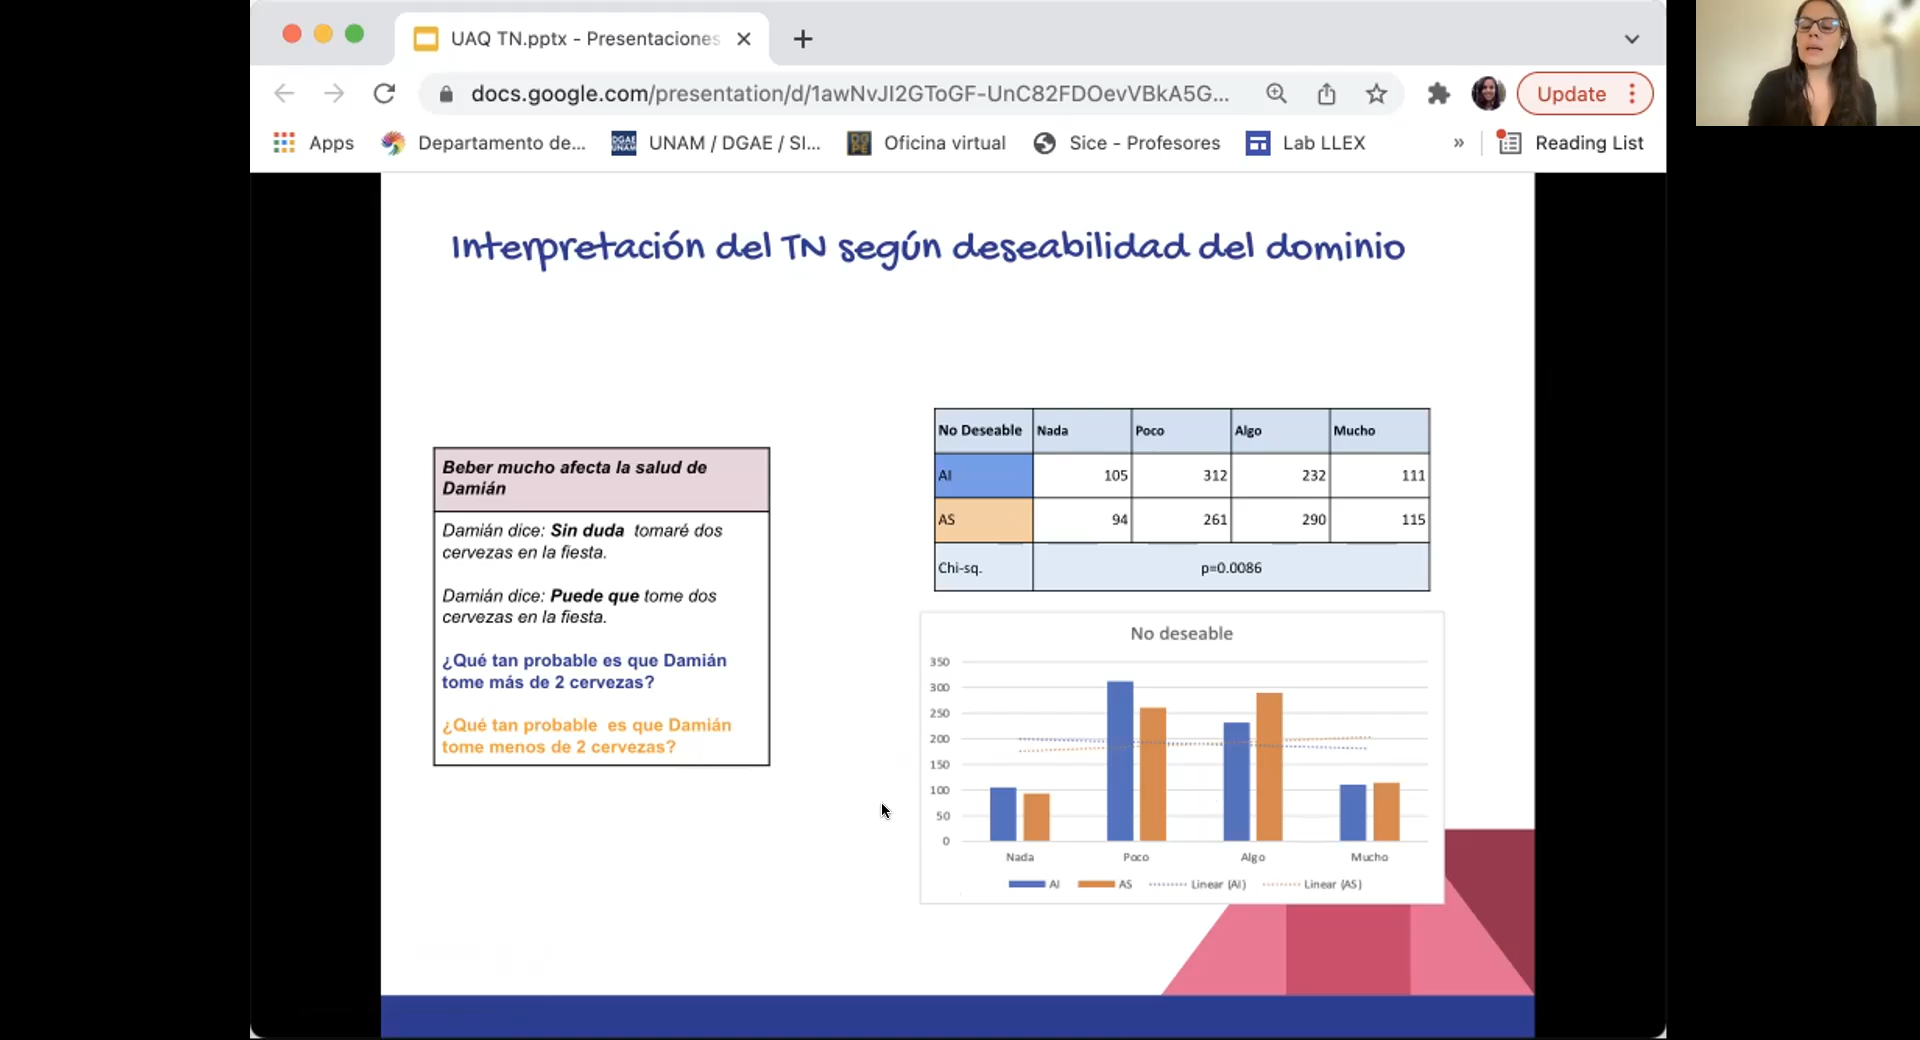 UAQ TN.pptx - Presentaciones
docs.google.com/presentation/d/1awNvJI2GToGF-UnC82FDOevVBkA5G...
Update
Apps
Departamento de...
UNAM / DGAE / SI...
Oficina virtual
Sice - Profesores
Lab LLEX
»
Reading List
Interpretación del TN según deseabilidad del dominio
Beber mucho afecta la salud de
Damián
Damián dice: Sin duda tomaré dos
cervezas en la fiesta.
Damián dice: Puede que tome dos
cervezas en la fiesta.
¿Qué tan probable es que Damián
tome más de 2 cervezas?
¿Qué tan probable es que Damián
tome menos de 2 cervezas?
No Deseable Nada Poco Algo Mucho
AI 105 312 232 111
AS 94 261 290 115
Chi-sq. p=0.0086
No deseable
350
300
250
200
150
100
50
0
Nada Poco Algo Mucho
AI AS Linear (AI) Linear (AS)